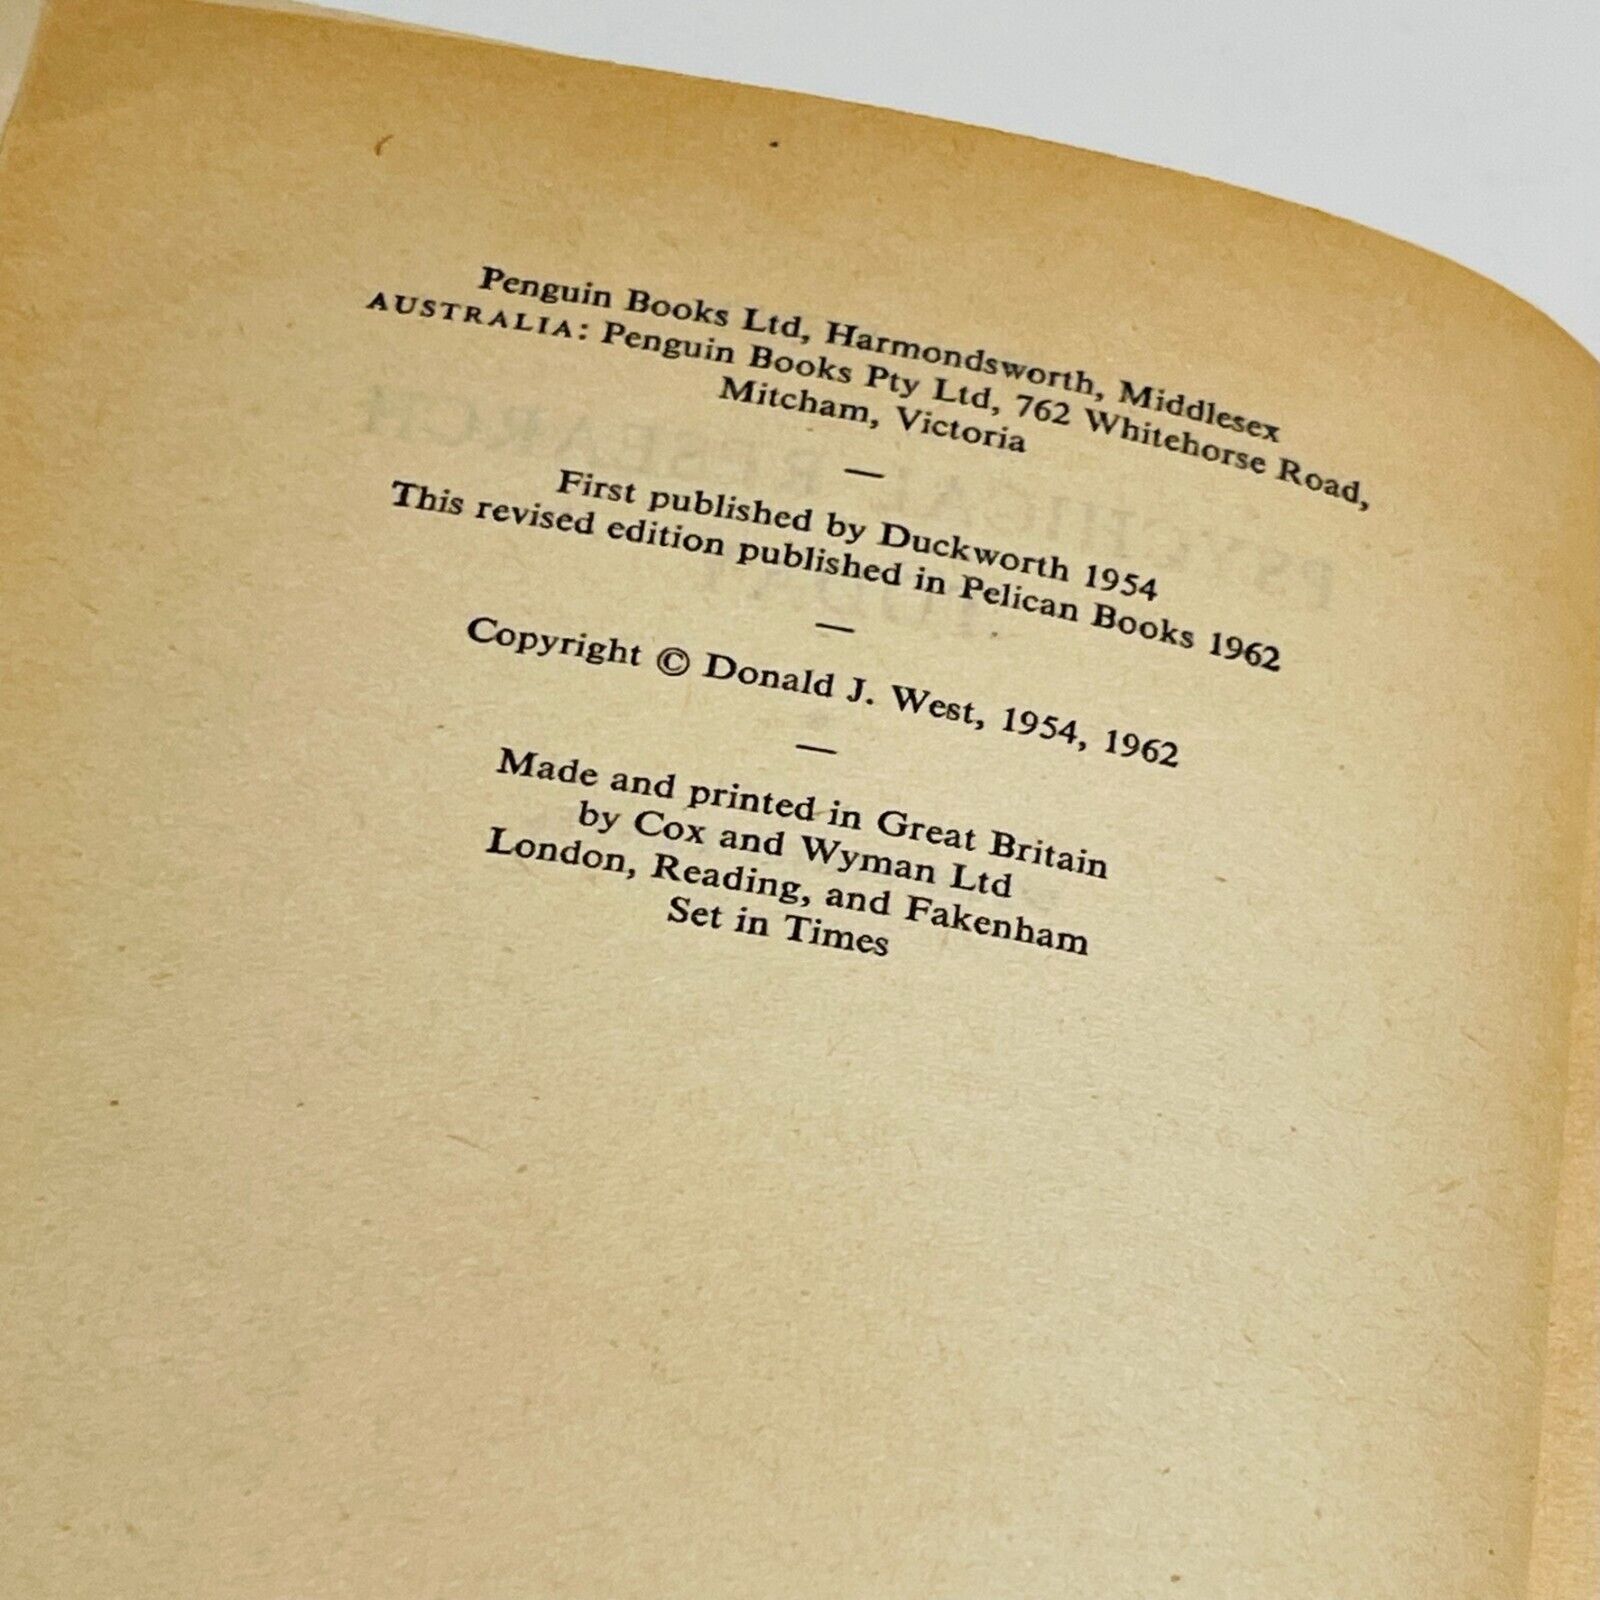 Penguin Books Ltd, Harmondsworth, Middlesex
AUSTRALIA: Penguin Books Pty Ltd, 762 Whitehorse Road,
Mitcham, Victoria
—
First published by Duckworth 1954
This revised edition published in Pelican Books 1962
—
Copyright © Donald J. West, 1954, 1962
—
Made and printed in Great Britain
by Cox and Wyman Ltd
London, Reading, and Fakenham
Set in Times